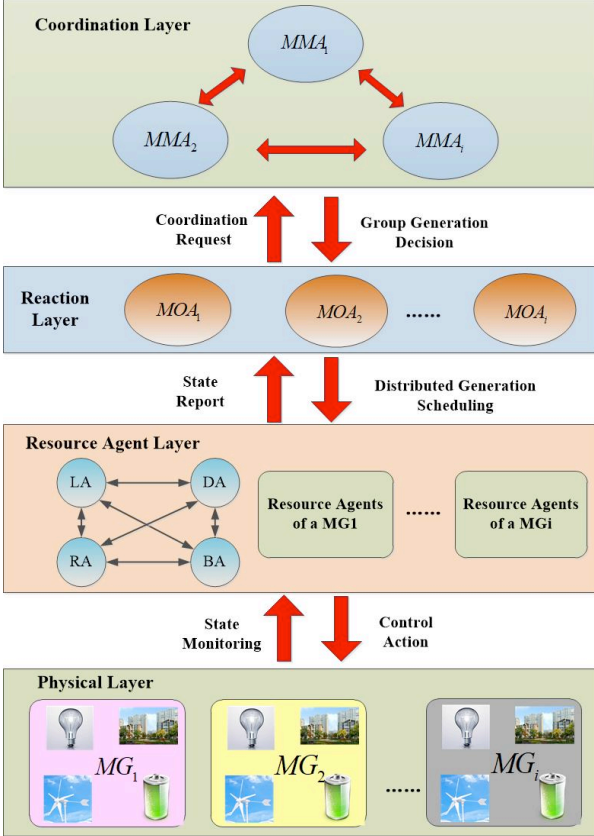 Coordination Layer
MMA1
MMA2
MMAi
Coordination
Request
Group Generation
Decision
Reaction
Layer
MOA1
MOA2
......
MOAi
State
Report
Distributed Generation
Scheduling
Resource Agent Layer
LA
DA
RA
BA
Resource Agents
of a MG1
......
Resource Agents
of a MGi
State
Monitoring
Control
Action
Physical Layer
MG1
MG2
......
MGi